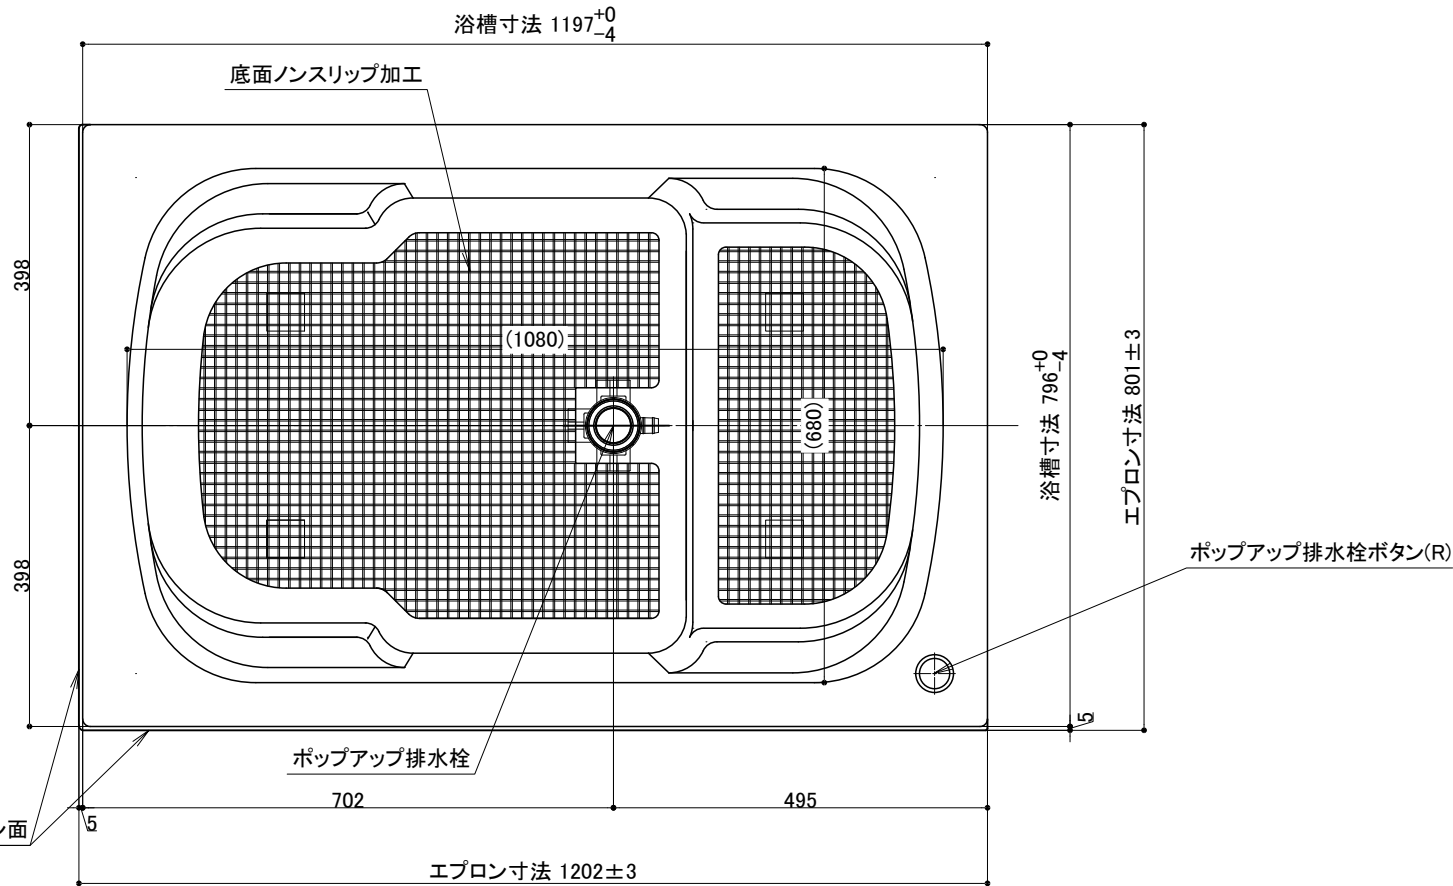 浴槽寸法 1197 +0 -4
底面ノンスリップ加工
398
(1080)
(680)
浴槽寸法 796 +0 -4
エプロン寸法 801±3
ポップアップ排水栓ボタン(R)
398
5
ポップアップ排水栓
702
495
5
ン面
エプロン寸法 1202±3